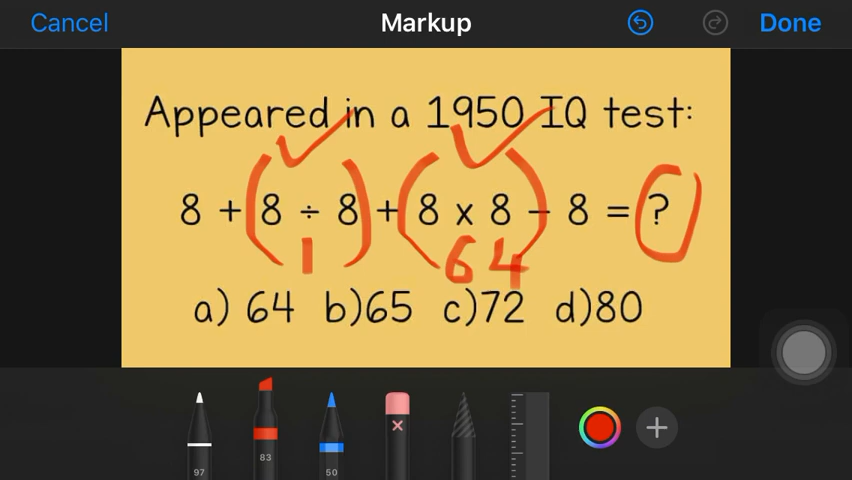 Cancel Markup Done
Appeared in a 1950 IQ test:
8 + (8 ÷ 8) + (8 x 8) - 8 = ?
1 64
a) 64 b)65 c)72 d)80
97 83 50